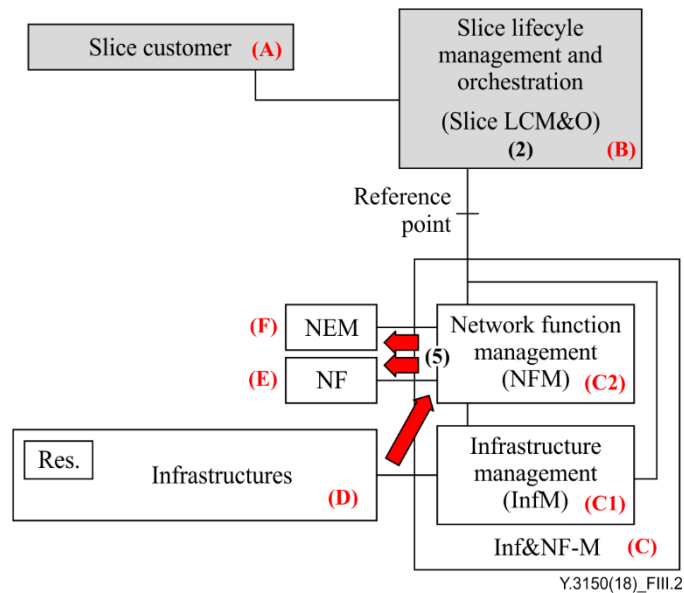 Slice customer (A)
Slice lifecyle
management and
orchestration
(Slice LCM&O)
(2) (B)
Reference
point
(F) NEM
(5)
Network function
management
(NFM) (C2)
(E) NF
Res.
Infrastructures
(D)
Infrastructure
management
(InfM) (C1)
Inf&NF-M (C)
Y.3150(18)_FIII.2